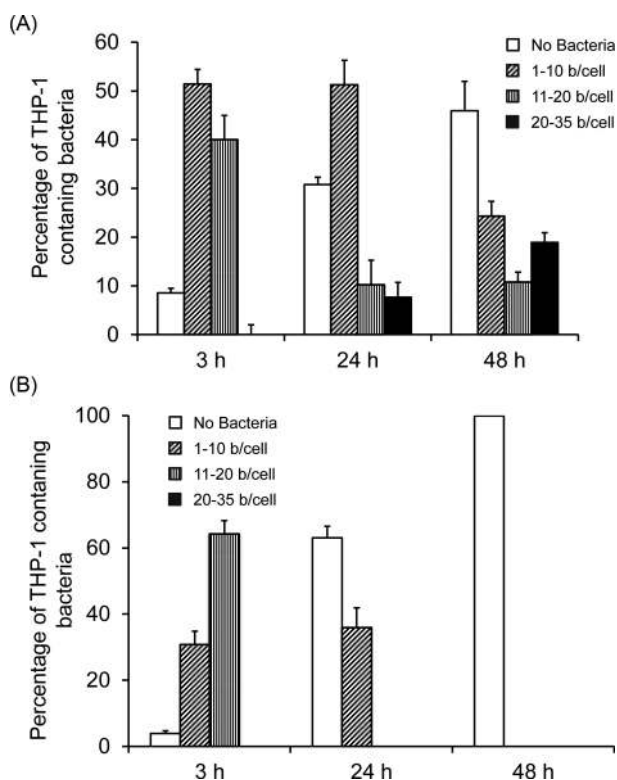 (A)
60
50
40
30
20
10
0
Percentage of THP-1
contaning bacteria
No Bacteria
1-10 b/cell
11-20 b/cell
20-35 b/cell
3 h
24 h
48 h
(B)
100
80
60
40
20
0
Percentage of THP-1 contaning
bacteria
No Bacteria
1-10 b/cell
11-20 b/cell
20-35 b/cell
3 h
24 h
48 h